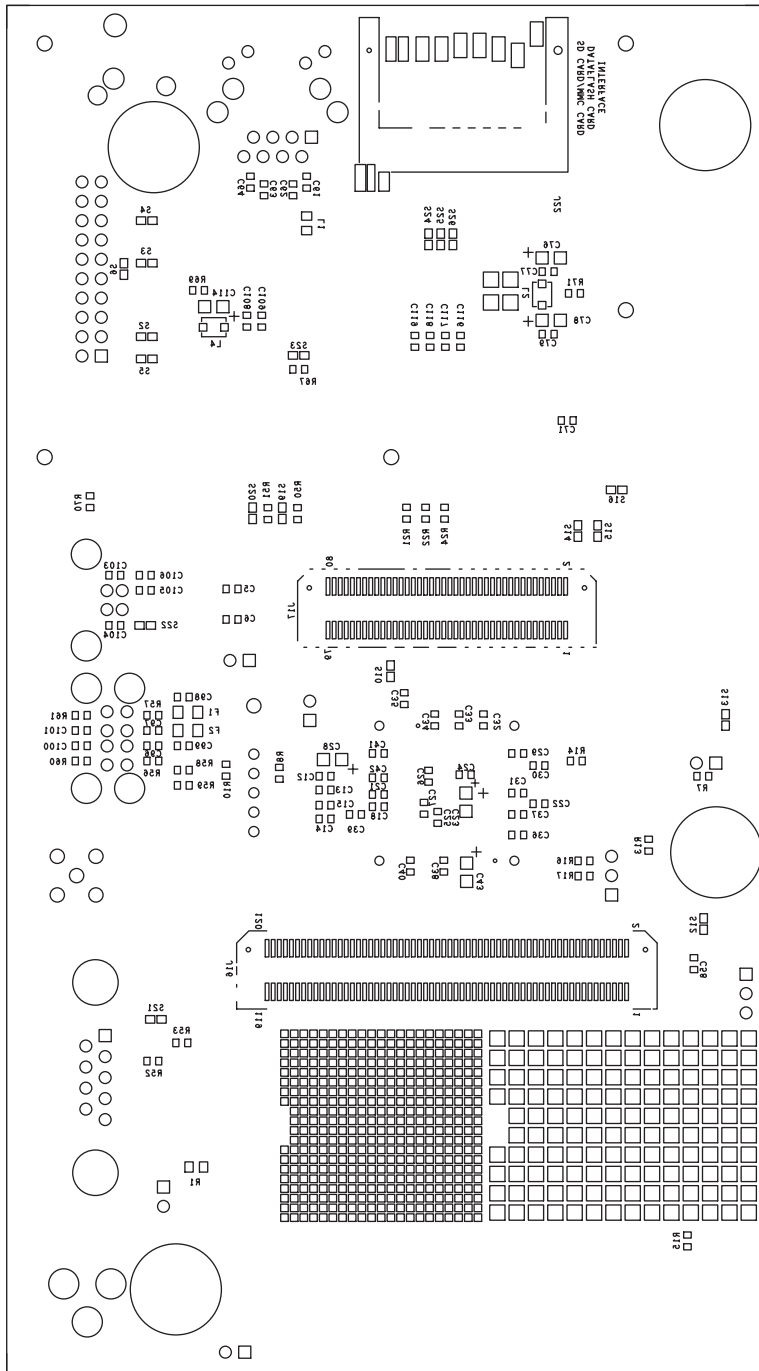 INTERFACE
DATAFLASH CARD
SD CARD/MMC CARD
C64
C63
C62
C61
S4
L1
J22
S24
S25
S26
S3
S6
C76
C77
R69
C114
C108
C109
L2
R71
L4
C78
C79
C119
C118
C117
C116
S2
S5
S23
R67
C71
R70
S20
R51
S19
R50
S16
R21
R22
R24
S14
S15
80
2
C103
C106
C105
C5
J17
C104
S22
C6
79
1
S10
C98
C35
S13
R57
F1
R61
C34
C33
C32
C97
F2
C101
C100
C99
C96
R60
R56
R58
R59
R10
R8
C28
C41
C29
R14
C12
C42
C26
C24
C30
C13
C21
C31
R7
C15
C18
C27
C25
C23
C22
C14
C39
C37
C36
R13
C40
C38
C43
R16
R17
120
2
S12
J16
C58
119
1
S21
R53
R52
R1
R15